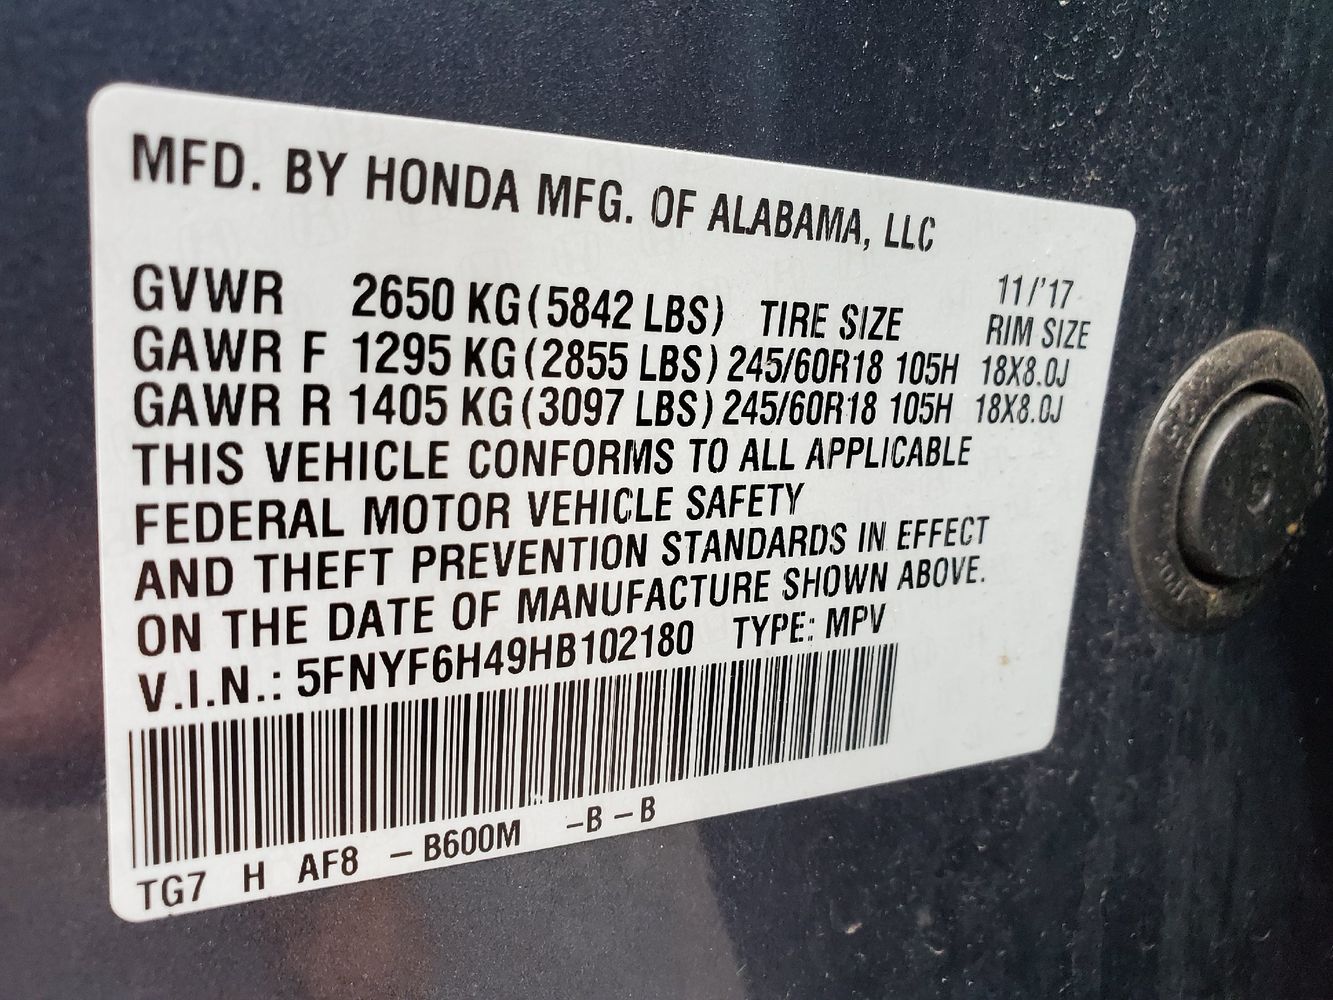 MFD. BY HONDA MFG. OF ALABAMA, LLC
11/'17
GVWR 2650 KG (5842 LBS) TIRE SIZE RIM SIZE
GAWR F 1295 KG (2855 LBS) 245/60R18 105H 18X8.0J
GAWR R 1405 KG (3097 LBS) 245/60R18 105H 18X8.0J
THIS VEHICLE CONFORMS TO ALL APPLICABLE
FEDERAL MOTOR VEHICLE SAFETY
AND THEFT PREVENTION STANDARDS IN EFFECT
ON THE DATE OF MANUFACTURE SHOWN ABOVE.
V.I.N.: 5FNYF6H49HB102180 TYPE: MPV
TG7 H AF8 – B600M –B – B